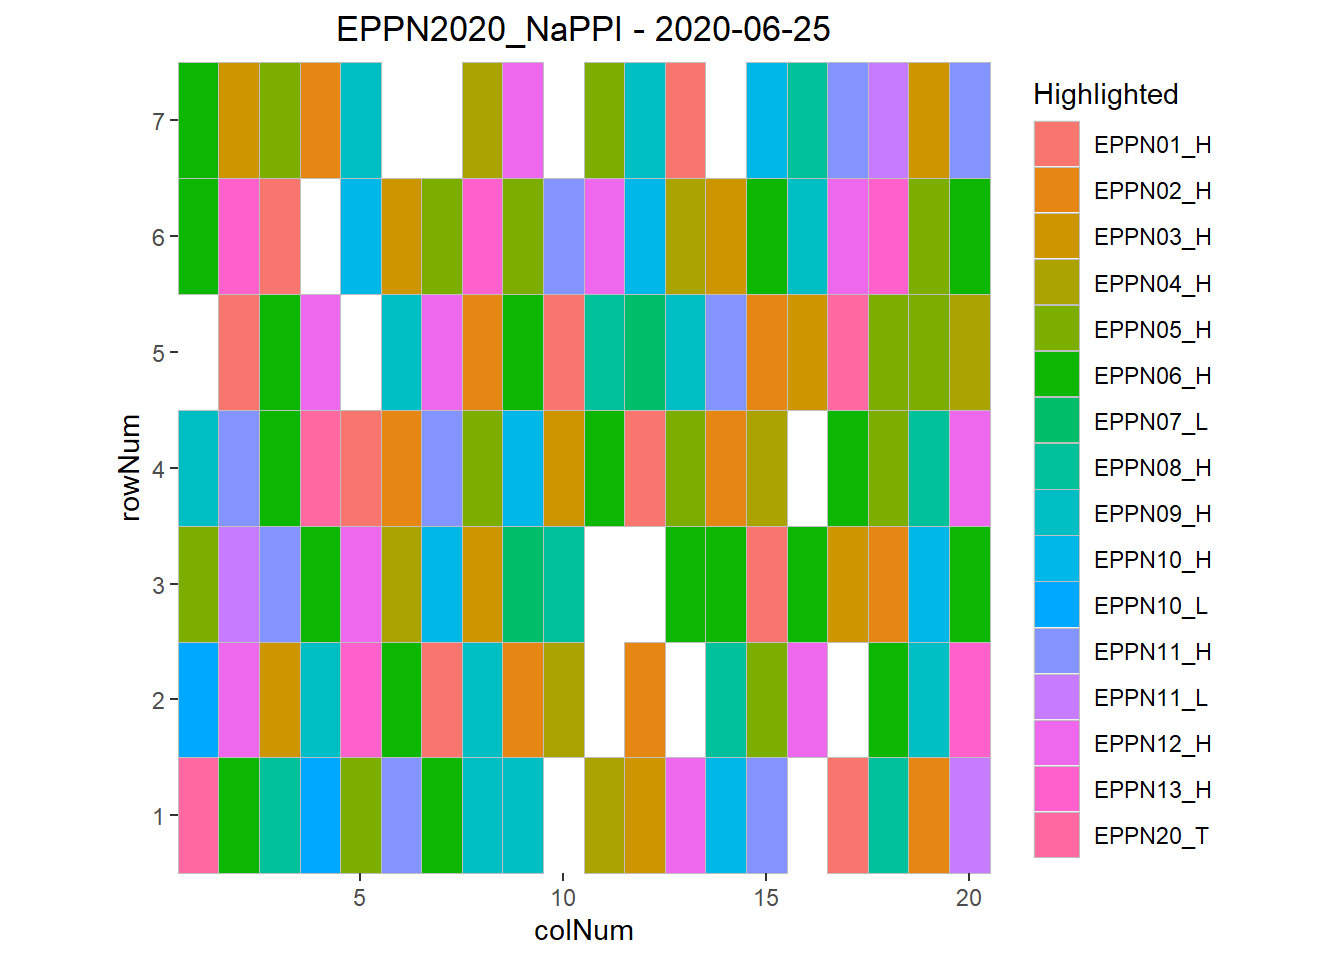 EPPN2020_NaPPI - 2020-06-25
7
6
5
4
3
2
1
rowNum
5
10
15
20
colNum
Highlighted
EPPN01_H
EPPN02_H
EPPN03_H
EPPN04_H
EPPN05_H
EPPN06_H
EPPN07_L
EPPN08_H
EPPN09_H
EPPN10_H
EPPN10_L
EPPN11_H
EPPN11_L
EPPN12_H
EPPN13_H
EPPN20_T